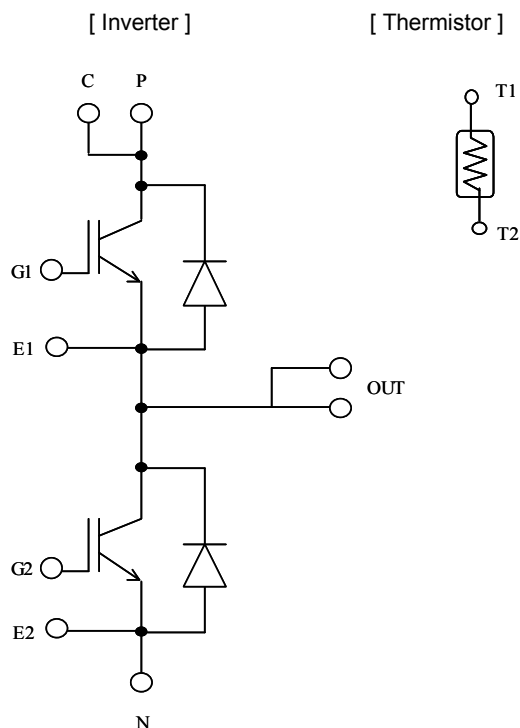 [ Inverter ] [ Thermistor ]
C P
T1
T2
G1
E1
OUT
G2
E2
N